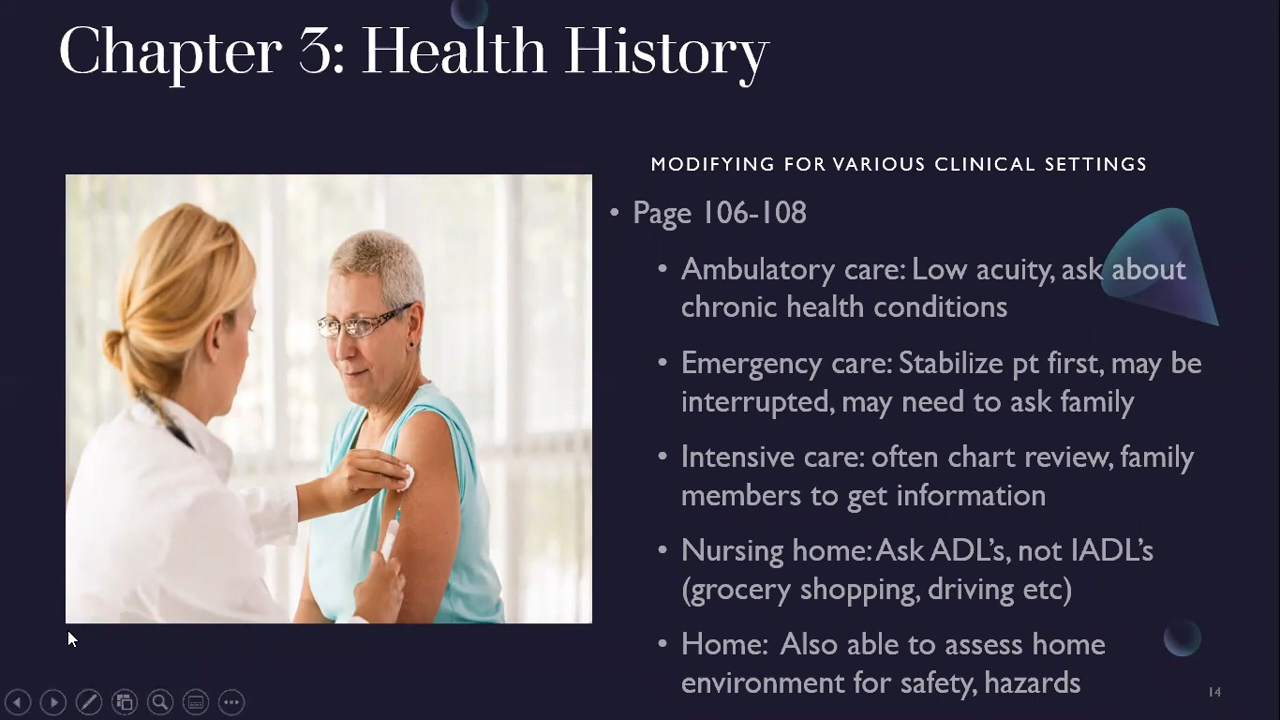 Chapter 3: Health History
MODIFYING FOR VARIOUS CLINICAL SETTINGS
• Page 106-108
• Ambulatory care: Low acuity, ask about
chronic health conditions
• Emergency care: Stabilize pt first, may be
interrupted, may need to ask family
• Intensive care: often chart review, family
members to get information
• Nursing home: Ask ADL’s, not IADL’s
(grocery shopping, driving etc)
• Home: Also able to assess home
environment for safety, hazards
14